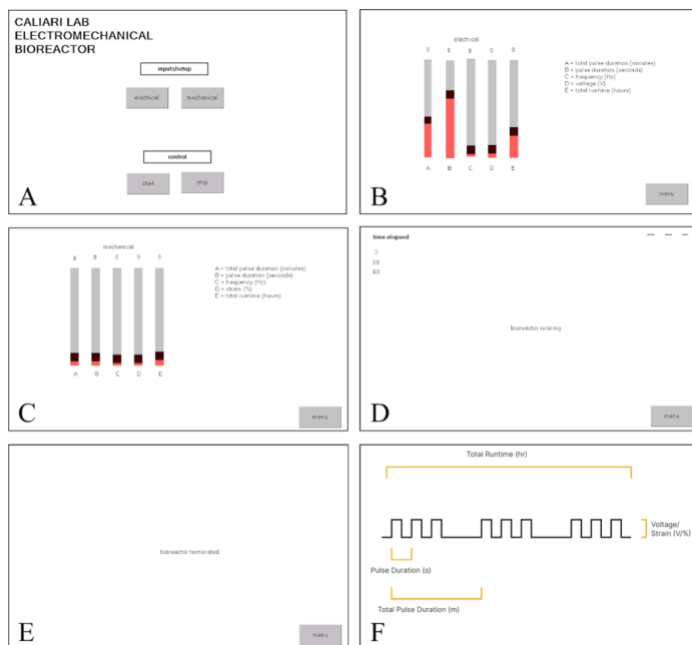 CALIARI LAB
ELECTROMECHANICAL
BIOREACTOR
inputs/setup
electrical mechanical
control
start stop
A
electrical
A = total pulse duration (minutes)
B = pulse duration (seconds)
C = frequency (Hz)
D = voltage (V)
E = total runtime (hours)
A B C D E
menu
B
mechanical
A = total pulse duration (minutes)
B = pulse duration (seconds)
C = frequency (Hz)
D = strain (%)
E = total runtime (hours)
A B C D E
menu
C
time elapsed
bioreactor running
menu
D
bioreactor terminated
menu
E
Total Runtime (hr)
Voltage/
Strain (V/%)
Pulse Duration (s)
Total Pulse Duration (m)
F